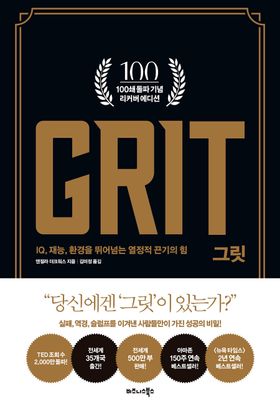 100
100쇄 돌파 기념
리커버 에디션
GRIT
IQ, 재능, 환경을 뛰어넘는 열정적 끈기의 힘
그릿
앤절라 더크워스 지음 | 김미정 옮김
“당신에겐 ‘그릿’이 있는가?”
실패, 역경, 슬럼프를 이겨낸 사람들만이 가진 성공의 비밀!
TED 조회 수
2,000만 돌파!
전세계
35개국
출간!
전세계
500만 부
판매!
아마존
150주 연속
베스트셀러!
《뉴욕 타임스》
2년 연속
베스트셀러!
비즈니스북스